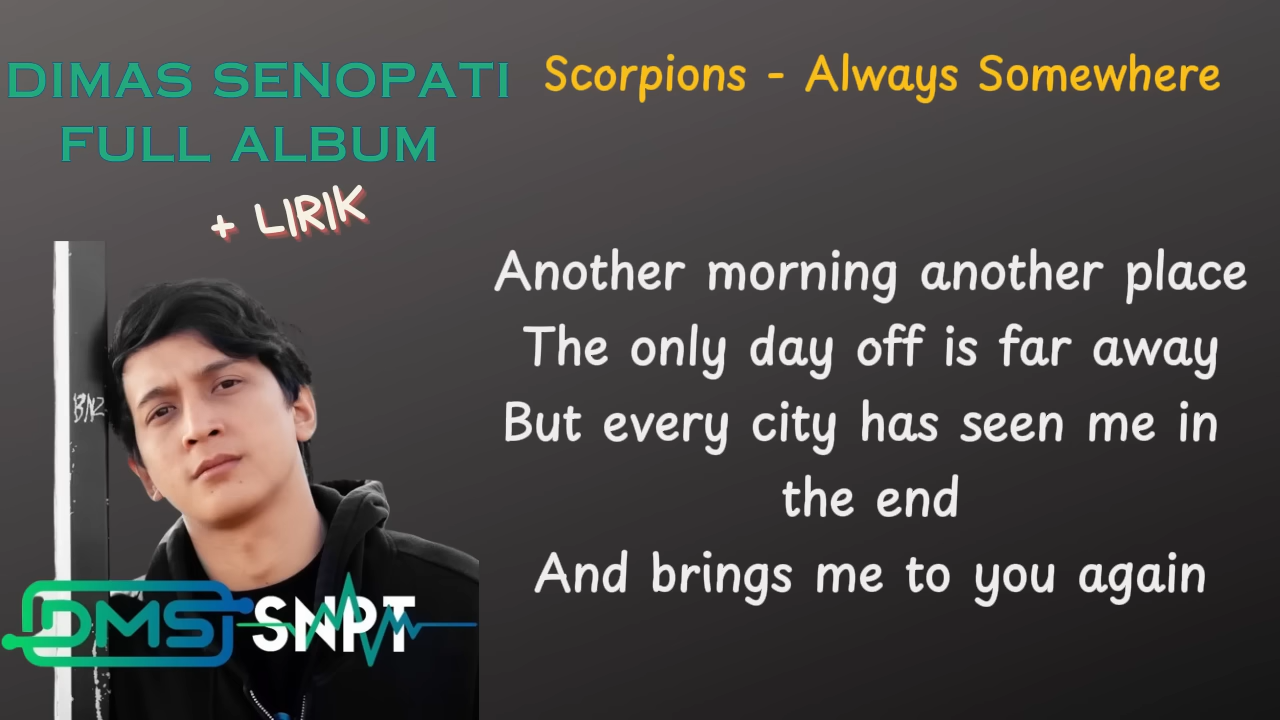 DIMAS SENOPATI
FULL ALBUM
+ LIRIK
Scorpions - Always Somewhere
Another morning another place
The only day off is far away
But every city has seen me in
the end
And brings me to you again
BNZ
DMS SNPT